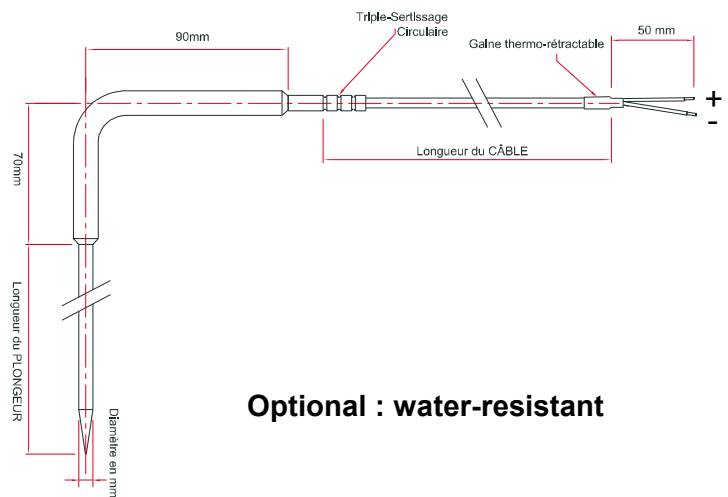 Triple-Sertissage
Circulaire
90mm
50 mm
Gaine thermo-rétractable
+
-
Longueur du CÂBLE
70mm
Longueur du PLONGEUR
Diamètre en mm
Optional : water-resistant